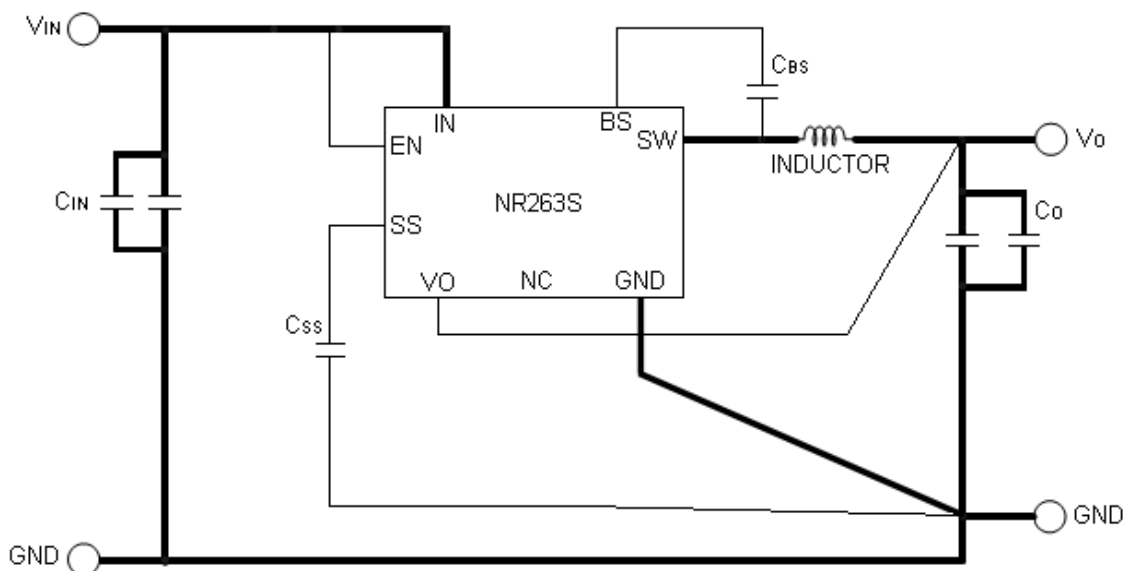 VIN
CBS
IN
BS
EN
SW
VO
INDUCTOR
CIN
NR263S
SS
CO
VO
NC
GND
CSS
GND
GND